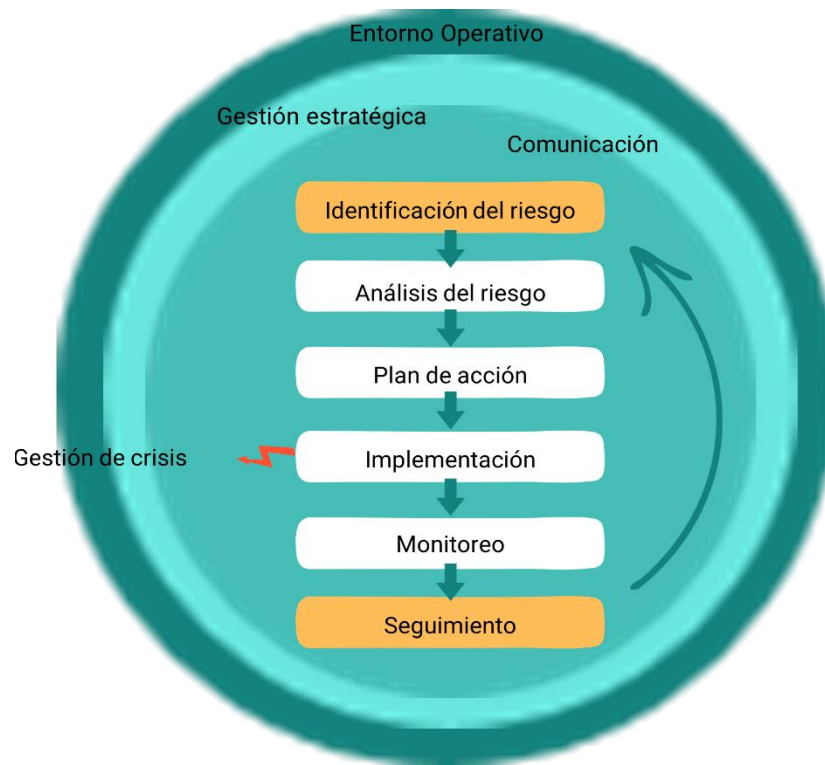 Entorno Operativo
Gestión estratégica
Comunicación
Identificación del riesgo
Análisis del riesgo
Plan de acción
Gestión de crisis
Implementación
Monitoreo
Seguimiento